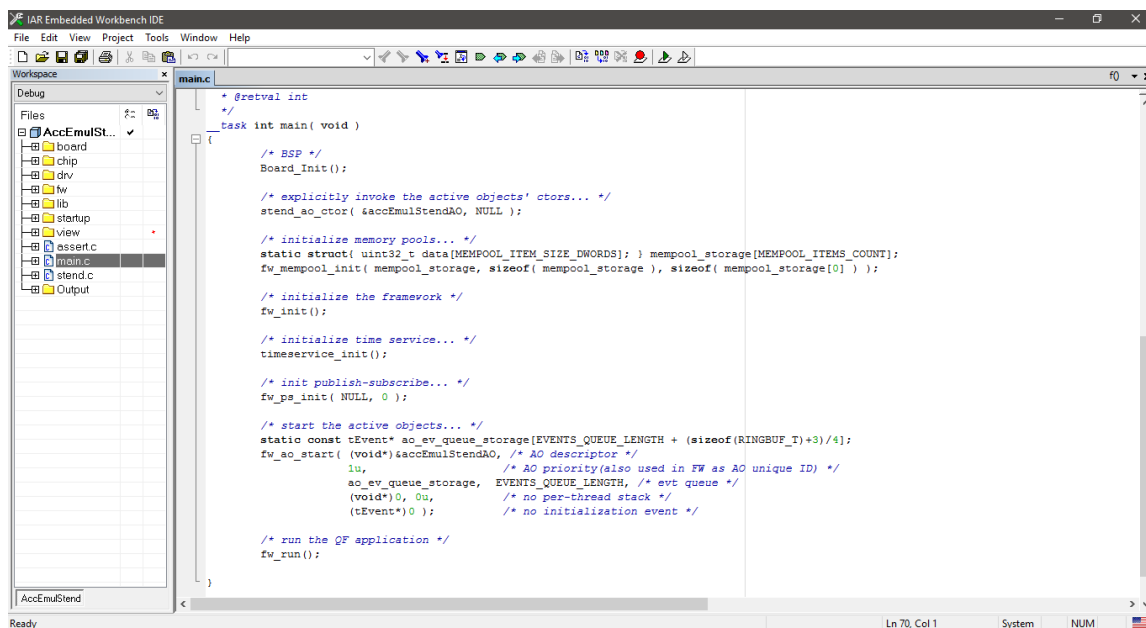 IAR Embedded Workbench IDE
File Edit View Project Tools Window Help
Workspace
main.c
f()
Debug
Files
AccEmulSt...
board
chip
drv
fw
lib
startup
view
assert.c
main.c
stend.c
Output
AccEmulStend
* @retval int
*/
__task int main( void )
{
/* BSP */
Board_Init();
/* explicitly invoke the active objects' ctors... */
stend_ao_ctor( &accEmulStendAO, NULL );
/* initialize memory pools... */
static struct{ uint32_t data[MEMPOOL_ITEM_SIZE_DWORDS]; } mempool_storage[MEMPOOL_ITEMS_COUNT];
fw_mempool_init( mempool_storage, sizeof( mempool_storage ), sizeof( mempool_storage[0] ) );
/* initialize the framework */
fw_init();
/* initialize time service... */
timeservice_init();
/* init publish-subscribe... */
fw_ps_init( NULL, 0 );
/* start the active objects... */
static const tEvent* ao_ev_queue_storage[EVENTS_QUEUE_LENGTH + (sizeof(RINGBUF_T)+3)/4];
fw_ao_start( (void*)&accEmulStendAO, /* AO descriptor */
1u, /* AO priority(also used in FW as AO unique ID) */
ao_ev_queue_storage, EVENTS_QUEUE_LENGTH, /* evt queue */
(void*)0, 0u, /* no per-thread stack */
(tEvent*)0 ); /* no initialization event */
/* run the QF application */
fw_run();
}
Ready
Ln 70, Col 1
System
NUM